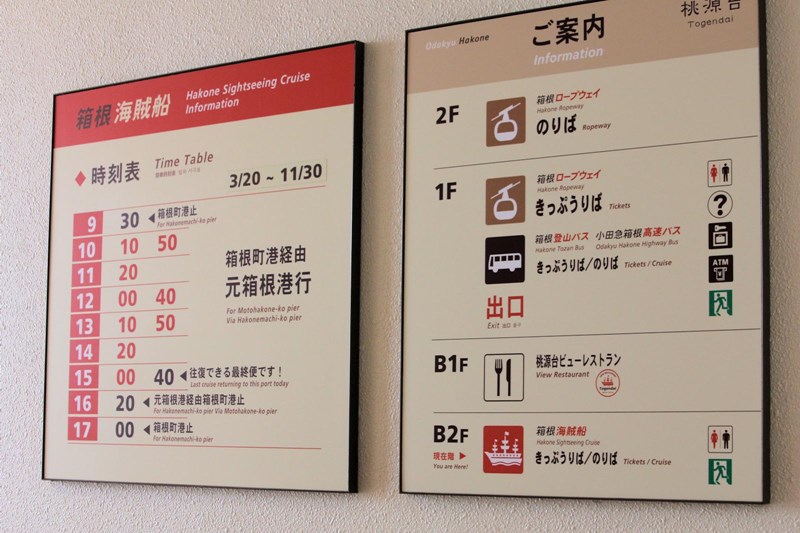 箱根 海賊船 Hakone Sightseeing Cruise
Information
◆ 時刻表 Time Table
3/20 ~ 11/30
9 30 ◀ 箱根町港止
For Hakonemachi-ko pier
10 10 50
11 20
12 00 40
13 10 50
14 20
15 00 40 ◀ 往復できる最終便です！
Last cruise returning to this port today
16 20 ◀ 元箱根港経由箱根町港止
For Hakonemachi-ko pier Via Motohakone-ko pier
17 00 ◀ 箱根町港止
For Hakonemachi-ko pier
箱根町港経由
元箱根港行
For Motohakone-ko pier
Via Hakonemachi-ko pier
Odakyu Hakone
ご案内
Information
桃源台
Togendai
2F 箱根ロープウェイ
Hakone Ropeway
のりば Ropeway
1F 箱根ロープウェイ
Hakone Ropeway
きっぷうりば Tickets
?
箱根登山バス 小田急箱根高速バス
Hakone Tozan Bus Odakyu Hakone Highway Bus
きっぷうりば/のりば Tickets / Cruise
ATM
出口
Exit
B1F 桃源台ビューレストラン
View Restaurant
Togendai
B2F 箱根海賊船
Hakone Sightseeing Cruise
現在階 ▶
You are Here!
きっぷうりば/のりば Tickets / Cruise